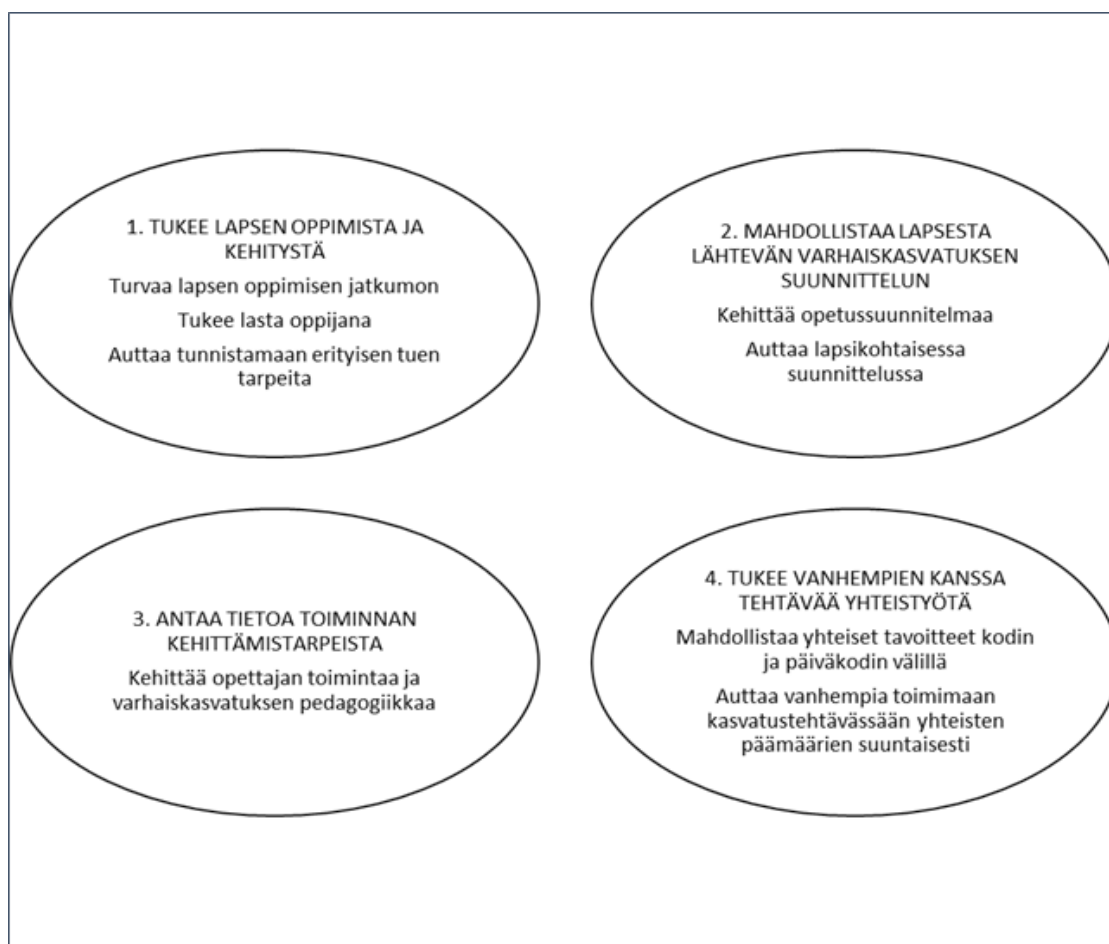 1. TUKEE LAPSEN OPPIMISTA JA
KEHITYSTÄ
Turvaa lapsen oppimisen jatkumon
Tukee lasta oppijana
Auttaa tunnistamaan erityisen tuen
tarpeita
2. MAHDOLLISTAA LAPSESTA
LÄHTEVÄN VARHAISKASVATUKSEN
SUUNNITTELUN
Kehittää opetussuunnitelmaa
Auttaa lapsikohtaisessa
suunnittelussa
3. ANTAA TIETOA TOIMINNAN
KEHITTÄMISTARPEISTA
Kehittää opettajan toimintaa ja
varhaiskasvatuksen pedagogiikkaa
4. TUKEE VANHEMPIEN KANSSA
TEHTÄVÄÄ YHTEISTYÖTÄ
Mahdollistaa yhteiset tavoitteet kodin
ja päiväkodin välillä
Auttaa vanhempia toimimaan
kasvatustehtävässään yhteisten
päämäärien suuntaisesti